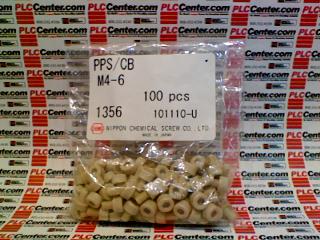 PLCCenter.com
PPS/CB
M4-6
100 pcs
1356 101110-U
NIPPON CHEMICAL SCREW CO., LTD.
MADE IN JAPAN